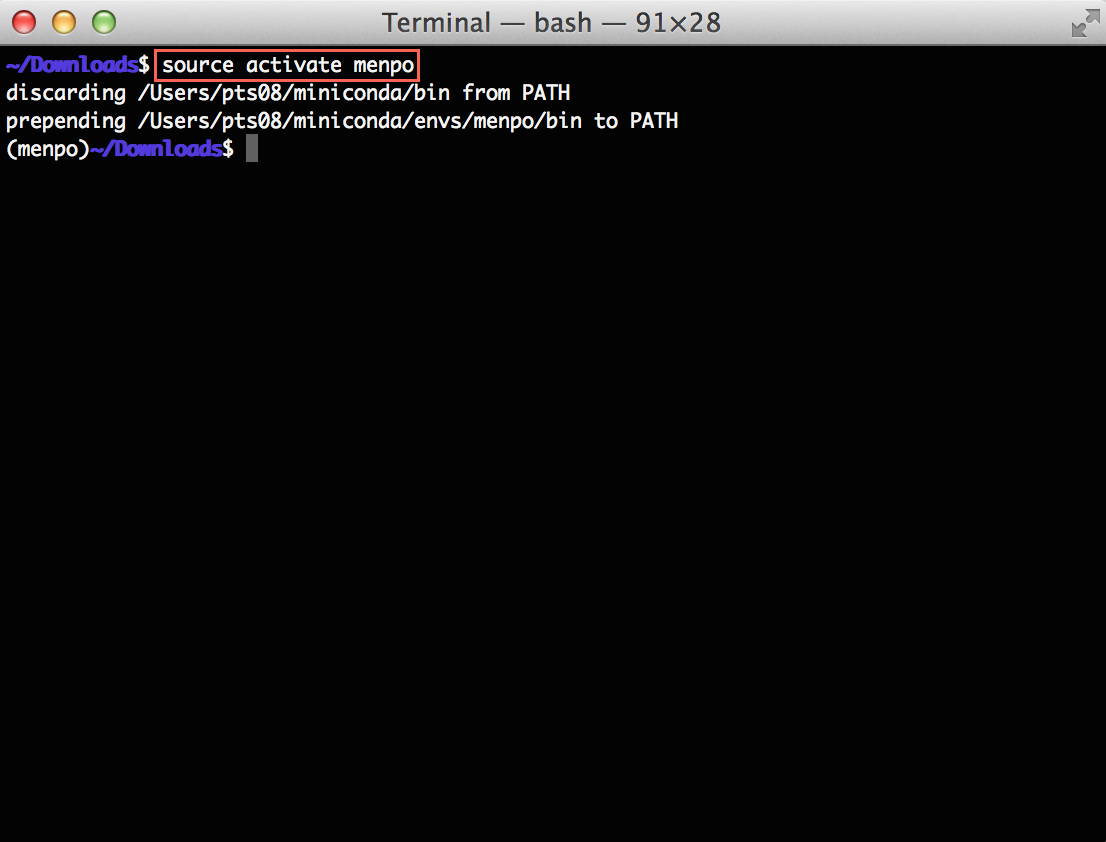 Terminal — bash — 91×28
~/Downloads$ source activate menpo
discarding /Users/pts08/miniconda/bin from PATH
prepending /Users/pts08/miniconda/envs/menpo/bin to PATH
(menpo)~/Downloads$